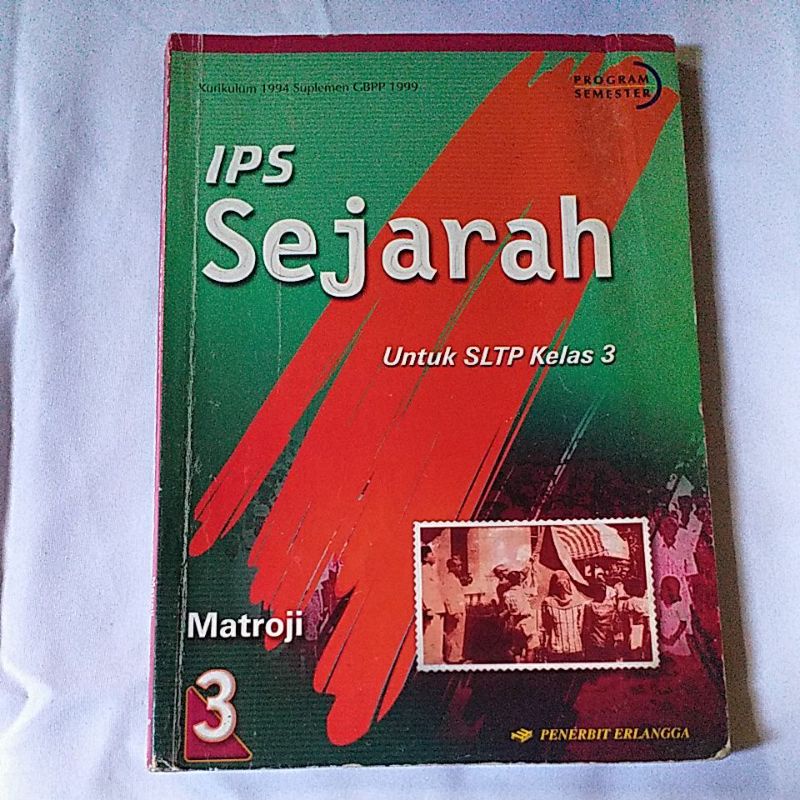 Kurikulum 1994 Suplemen GBPP 1999
PROGRAM
SEMESTER
IPS
Sejarah
Untuk SLTP Kelas 3
Matroji
3
PENERBIT ERLANGGA